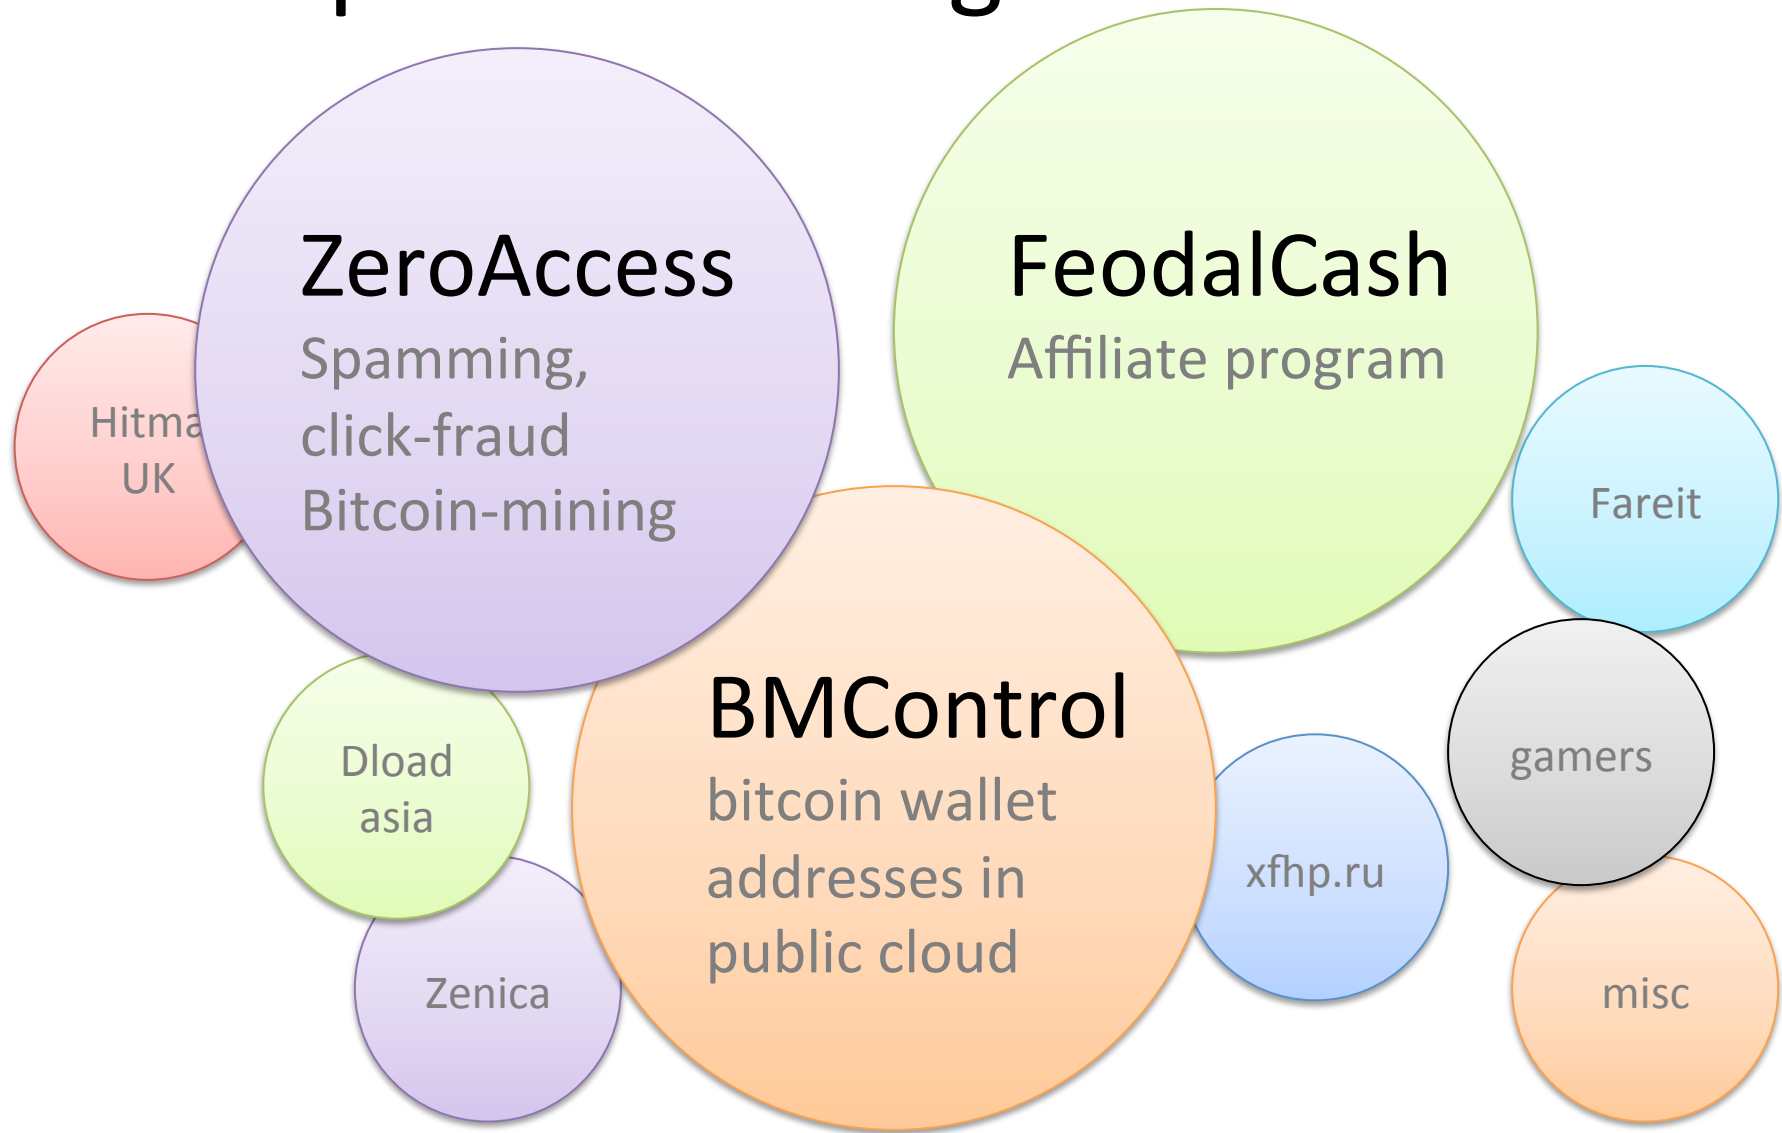 ZeroAccess
Spamming,
click-fraud
Bitcoin-mining
FeodalCash
Affiliate program
Hitma
UK
Fareit
BMControl
bitcoin wallet
addresses in
public cloud
Dload
asia
gamers
xfhp.ru
Zenica
misc